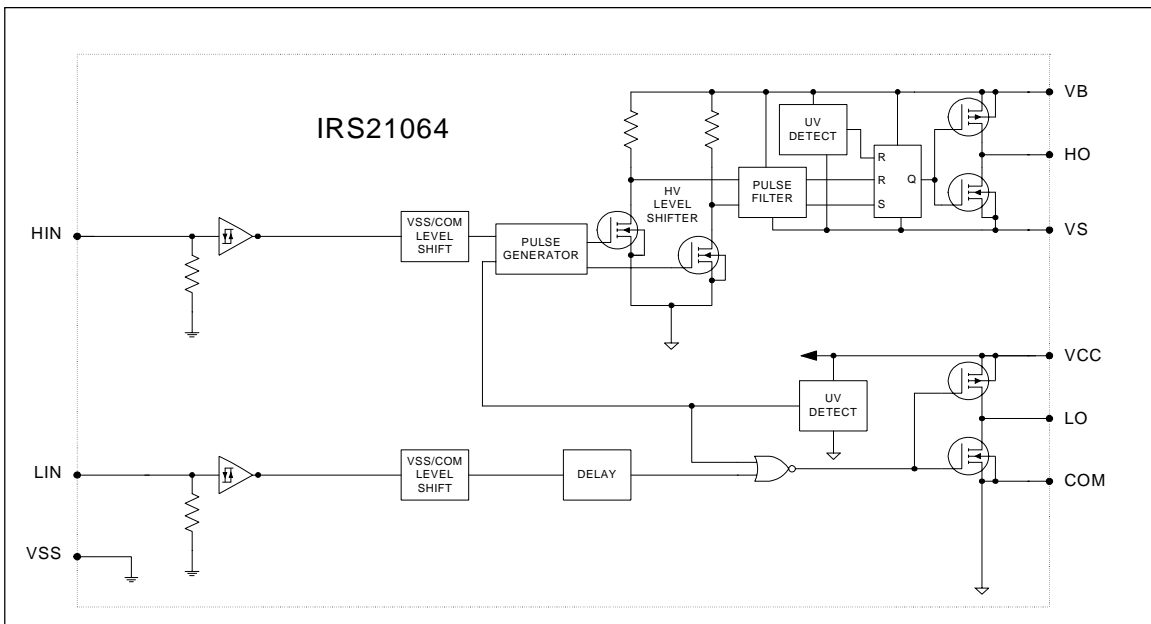 IRS21064
VB
UV
DETECT
HO
R
R
Q
S
PULSE
FILTER
HV
LEVEL
SHIFTER
VS
HIN
VSS/COM
LEVEL
SHIFT
PULSE
GENERATOR
VCC
UV
DETECT
LO
LIN
VSS/COM
LEVEL
SHIFT
DELAY
COM
VSS